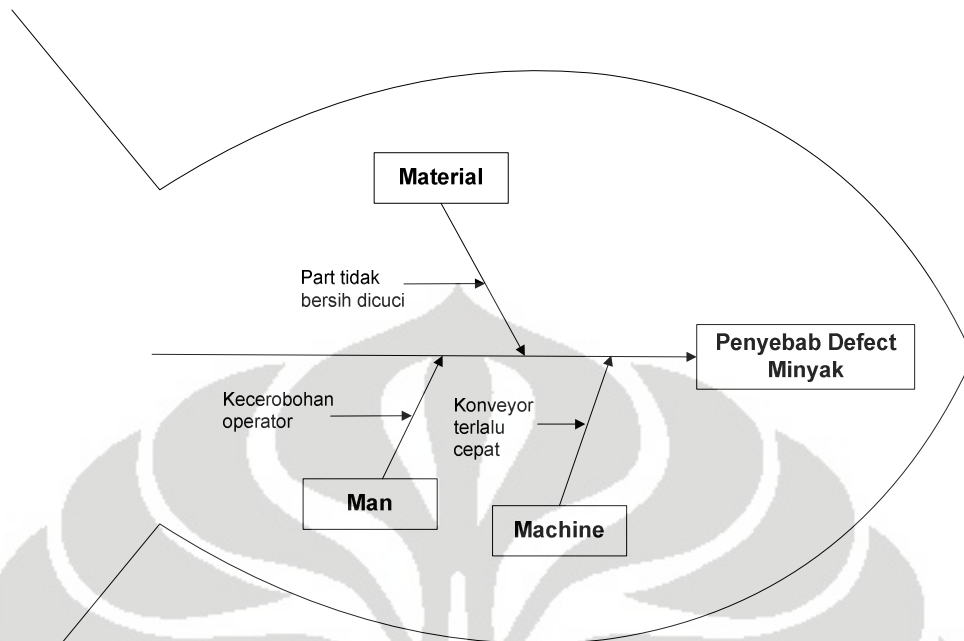 Material
Part tidak
bersih dicuci
Penyebab Defect
Minyak
Kecerobohan
operator
Konveyor
terlalu
cepat
Man
Machine